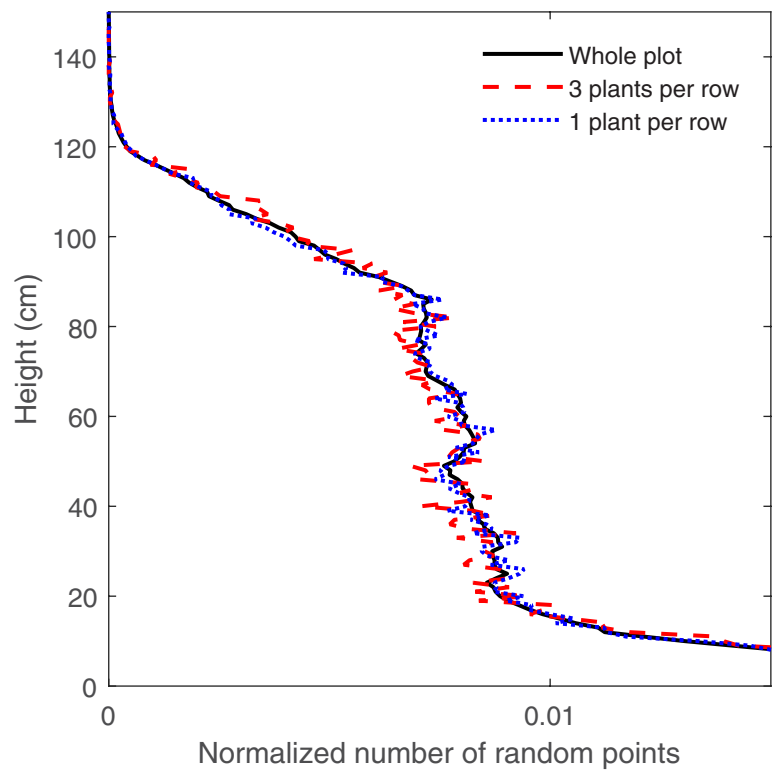 Whole plot
3 plants per row
1 plant per row
140
120
100
80
60
40
20
0
Height (cm)
0
0.01
Normalized number of random points